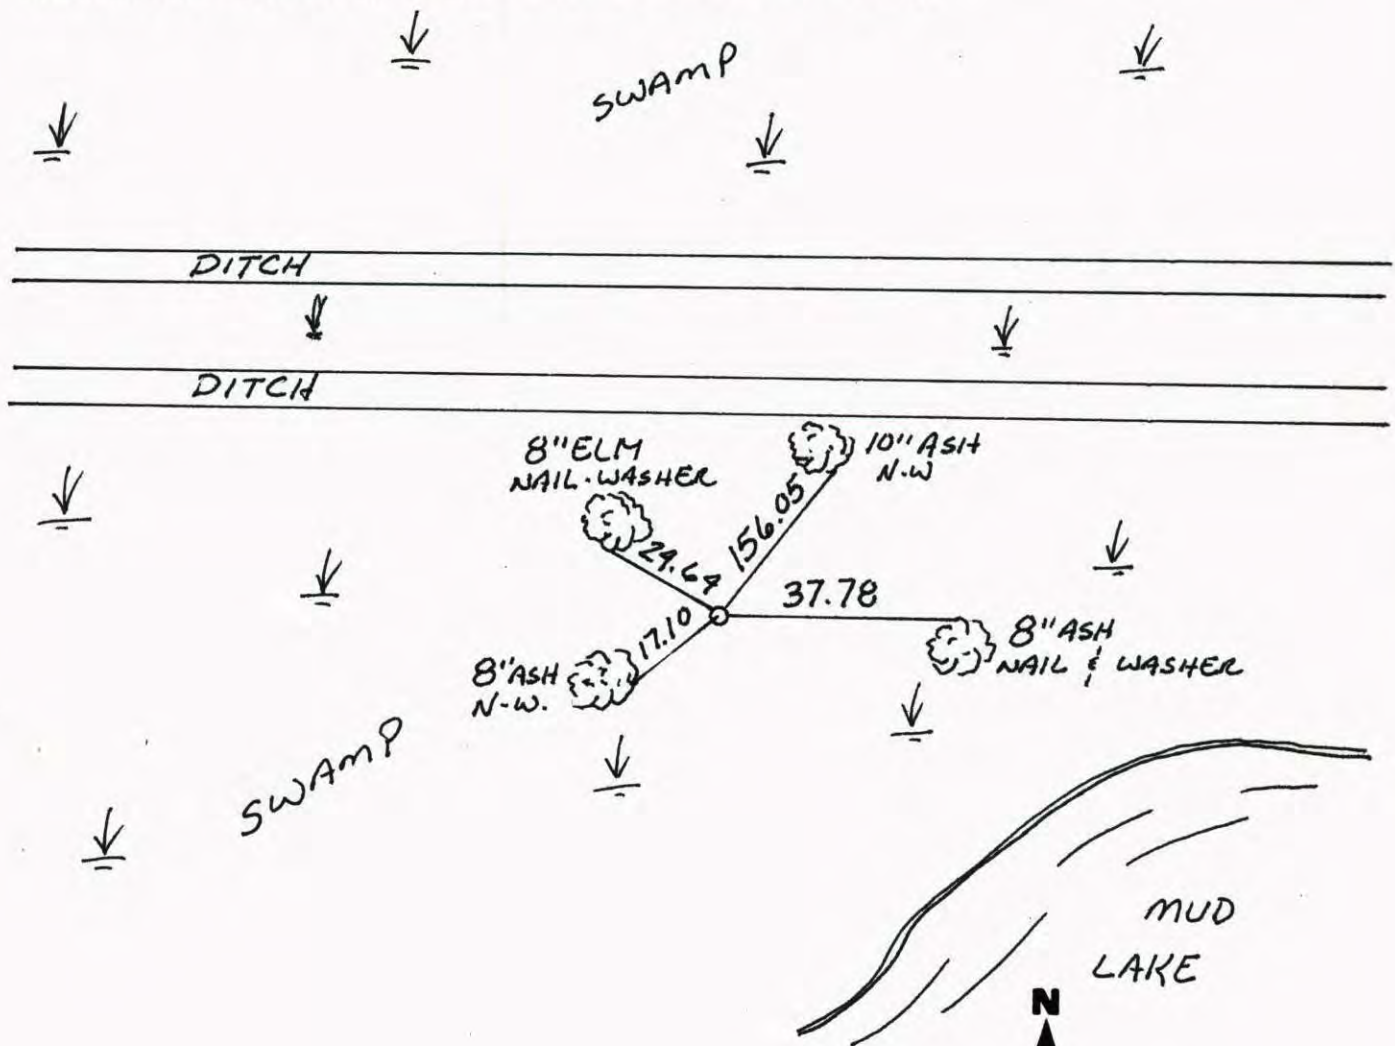 SWAMP
DITCH
DITCH
8" ELM
NAIL-WASHER
10" ASH
N.W
156.05
24.64
37.78
17.10
8" ASH
NAIL & WASHER
8" ASH
N-W.
SWAMP
MUD
LAKE
N